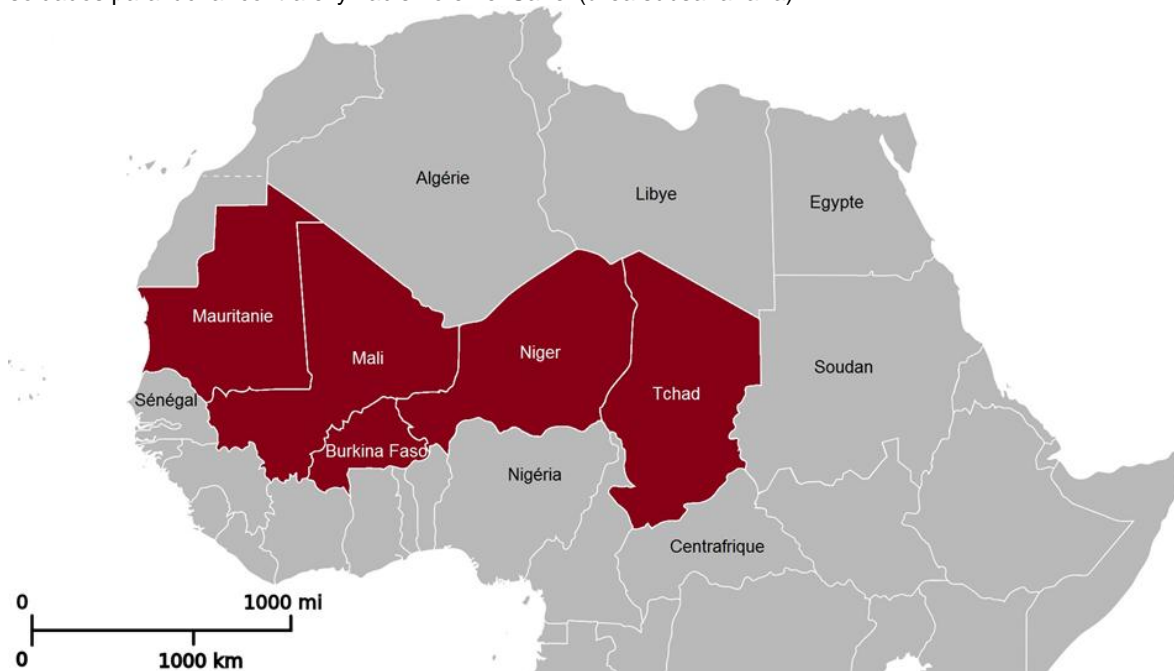 Algérie
Libye
Egypte
Mauritanie
Mali
Niger
Tchad
Soudan
Sénégal
Burkina Faso
Nigéria
Centrafrique
0 1000 mi
0 1000 km